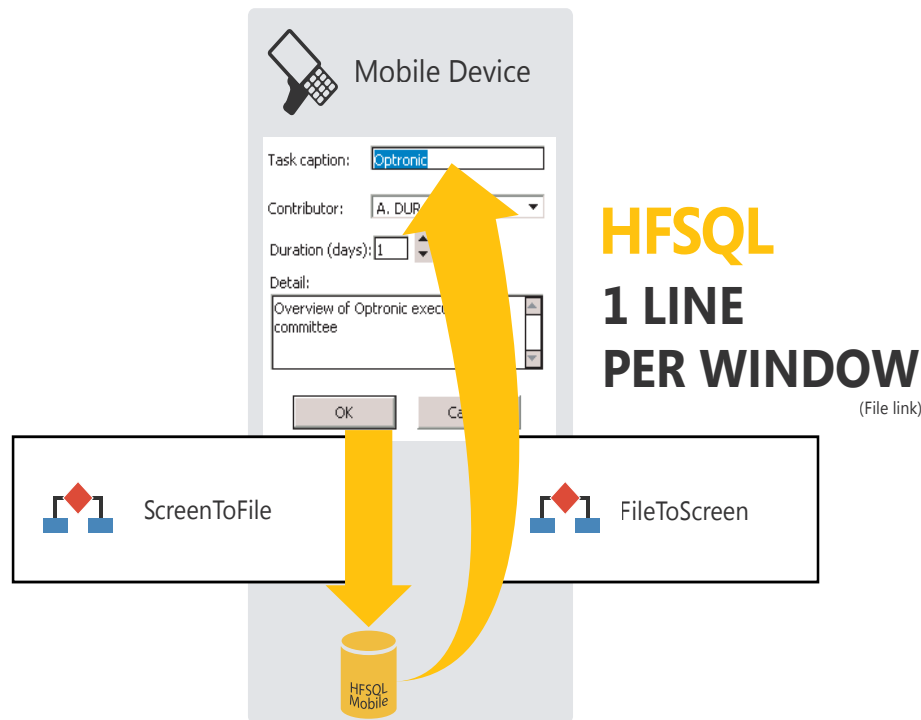 Mobile Device
Task caption: Optronic
Contributor: A. DUR
Duration (days): 1
Detail:
Overview of Optronic
committee
OK
HFSQL
1 LINE
PER WINDOW
(File link)
ScreenToFile
FileToScreen
HFSQL
Mobile